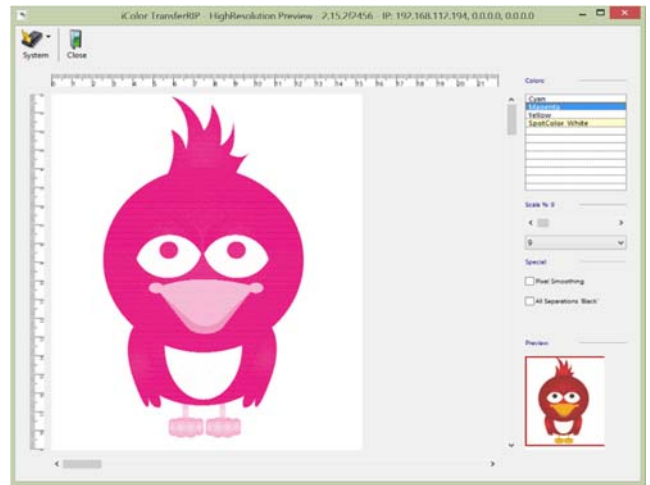 iColor TransferRIP - HighResolution Preview - 2,15.2f2456 - IP: 192.168.112.194, 0.0.0.0, 0.0.0.0
System
Close
Colors
Cyan
Magenta
Yellow
SpotColor White
Scale % 9
9
Special
Pixel Smoothing
All Separations 'Black'
Preview